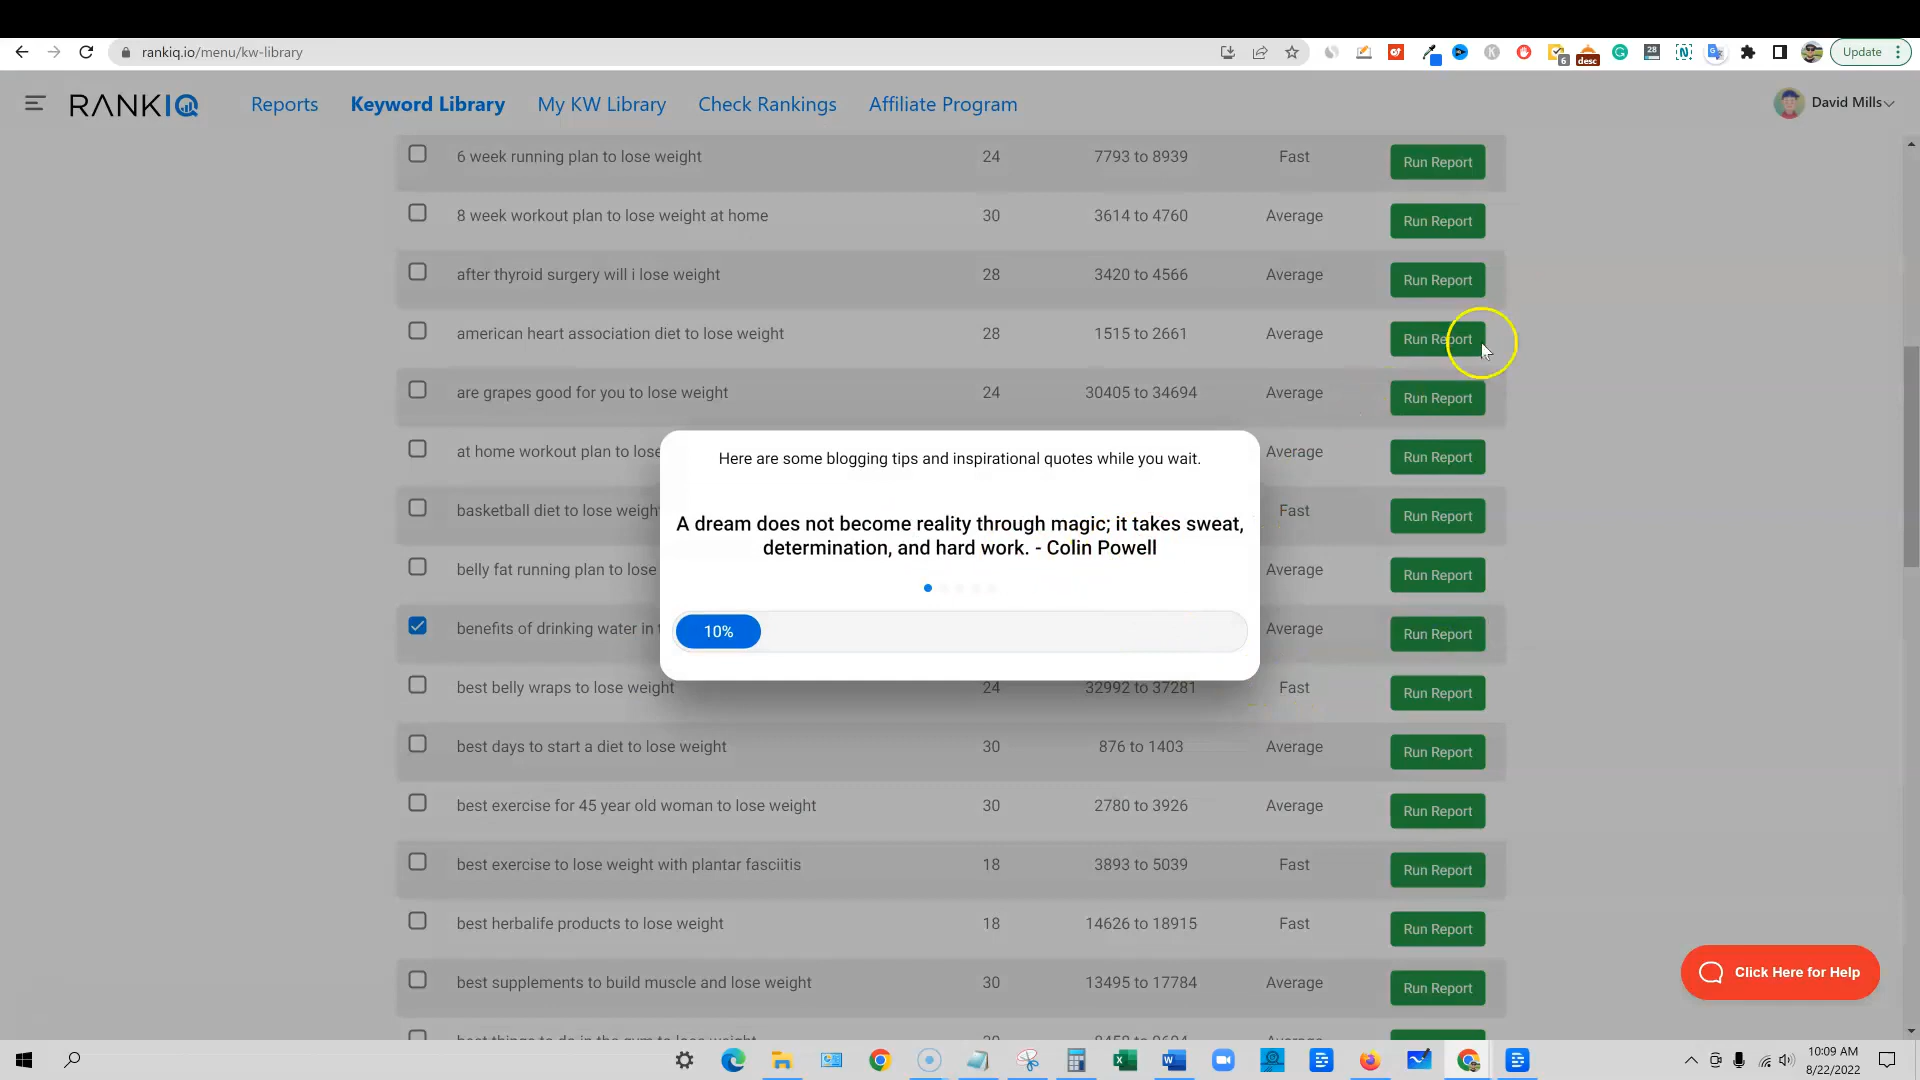 rankiq.io/menu/kw-library
6
desc
28
Update
RANKIQ
Reports
Keyword Library
My KW Library
Check Rankings
Affiliate Program
David Mills
6 week running plan to lose weight 24 7793 to 8939 Fast Run Report
8 week workout plan to lose weight at home 30 3614 to 4760 Average Run Report
after thyroid surgery will i lose weight 28 3420 to 4566 Average Run Report
american heart association diet to lose weight 28 1515 to 2661 Average Run Report
are grapes good for you to lose weight 24 30405 to 34694 Average Run Report
at home workout plan to lose Average Run Report
basketball diet to lose weight Fast Run Report
belly fat running plan to lose Average Run Report
benefits of drinking water in Average Run Report
best belly wraps to lose weight 24 32992 to 37281 Fast Run Report
best days to start a diet to lose weight 30 876 to 1403 Average Run Report
best exercise for 45 year old woman to lose weight 30 2780 to 3926 Average Run Report
best exercise to lose weight with plantar fasciitis 18 3893 to 5039 Fast Run Report
best herbalife products to lose weight 18 14626 to 18915 Fast Run Report
best supplements to build muscle and lose weight 30 13495 to 17784 Average Run Report
Here are some blogging tips and inspirational quotes while you wait.
A dream does not become reality through magic; it takes sweat,
determination, and hard work. - Colin Powell
10%
Click Here for Help
10:09 AM
8/22/2022